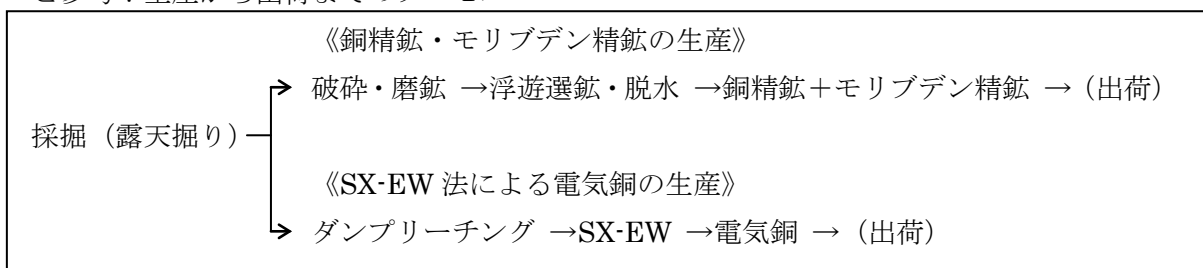 《銅精鉱・モリブデン精鉱の生産》
破砕・磨鉱 →浮遊選鉱・脱水 →銅精鉱＋モリブデン精鉱 →（出荷）
採掘（露天掘り）
《SX-EW 法による電気銅の生産》
ダンプリーチング →SX-EW →電気銅 →（出荷）